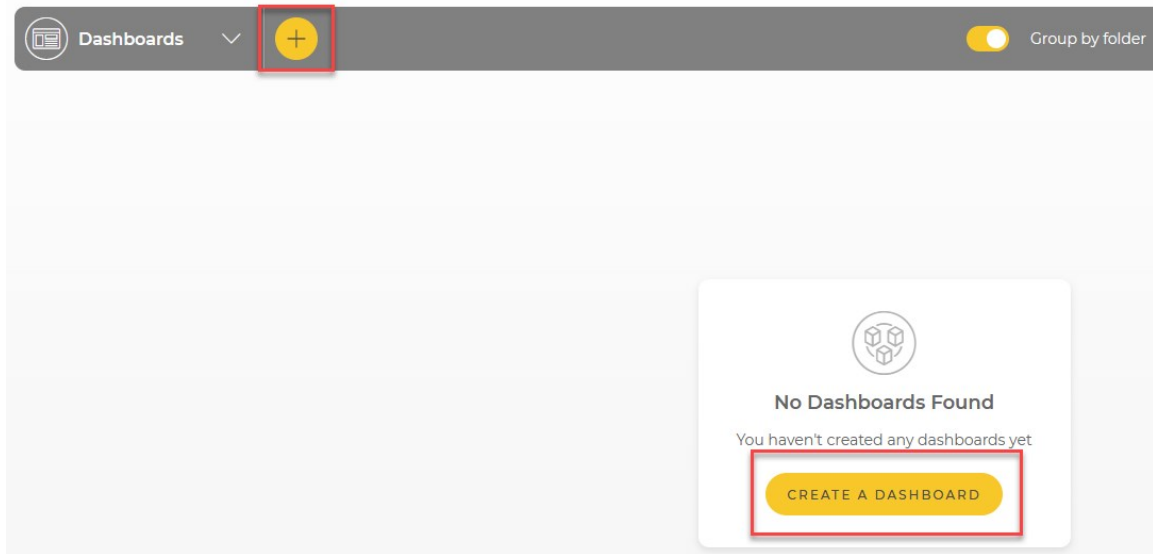 Dashboards
Group by folder
No Dashboards Found
You haven't created any dashboards yet
CREATE A DASHBOARD